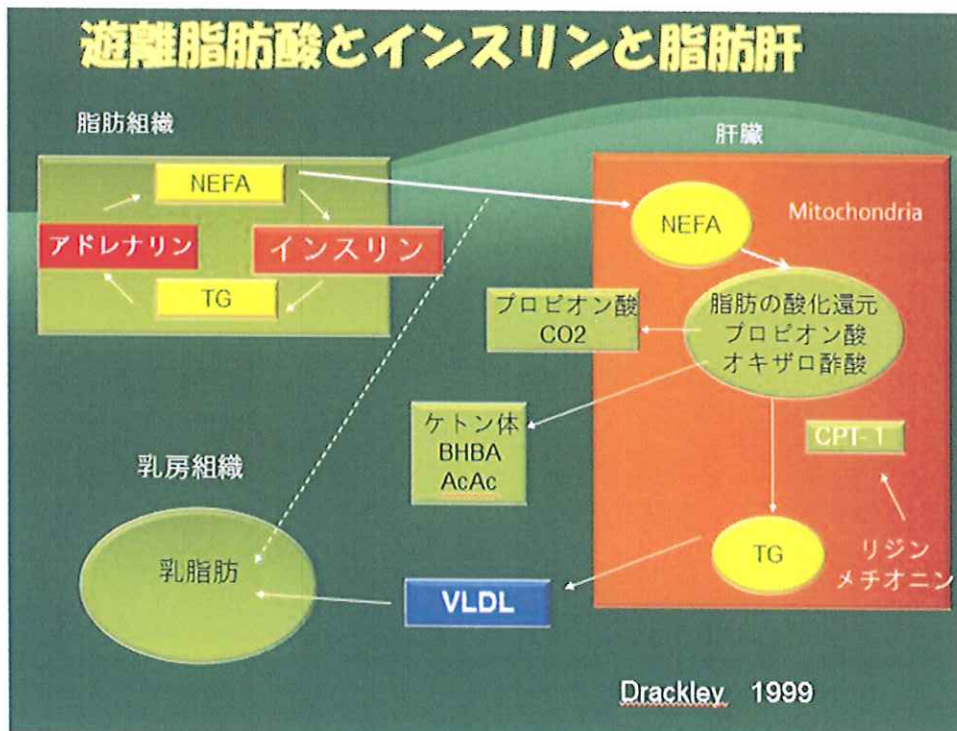 遊離脂肪酸とインスリンと脂肪肝
脂肪組織
NEFA
アドレナリン
インスリン
TG
肝臓
NEFA
Mitochondria
脂肪の酸化還元
プロピオン酸
オキザロ酢酸
プロピオン酸
CO2
ケトン体
BHBA
AcAc
CPT-1
乳房組織
乳脂肪
VLDL
TG
リジン
メチオニン
Drackley 1999